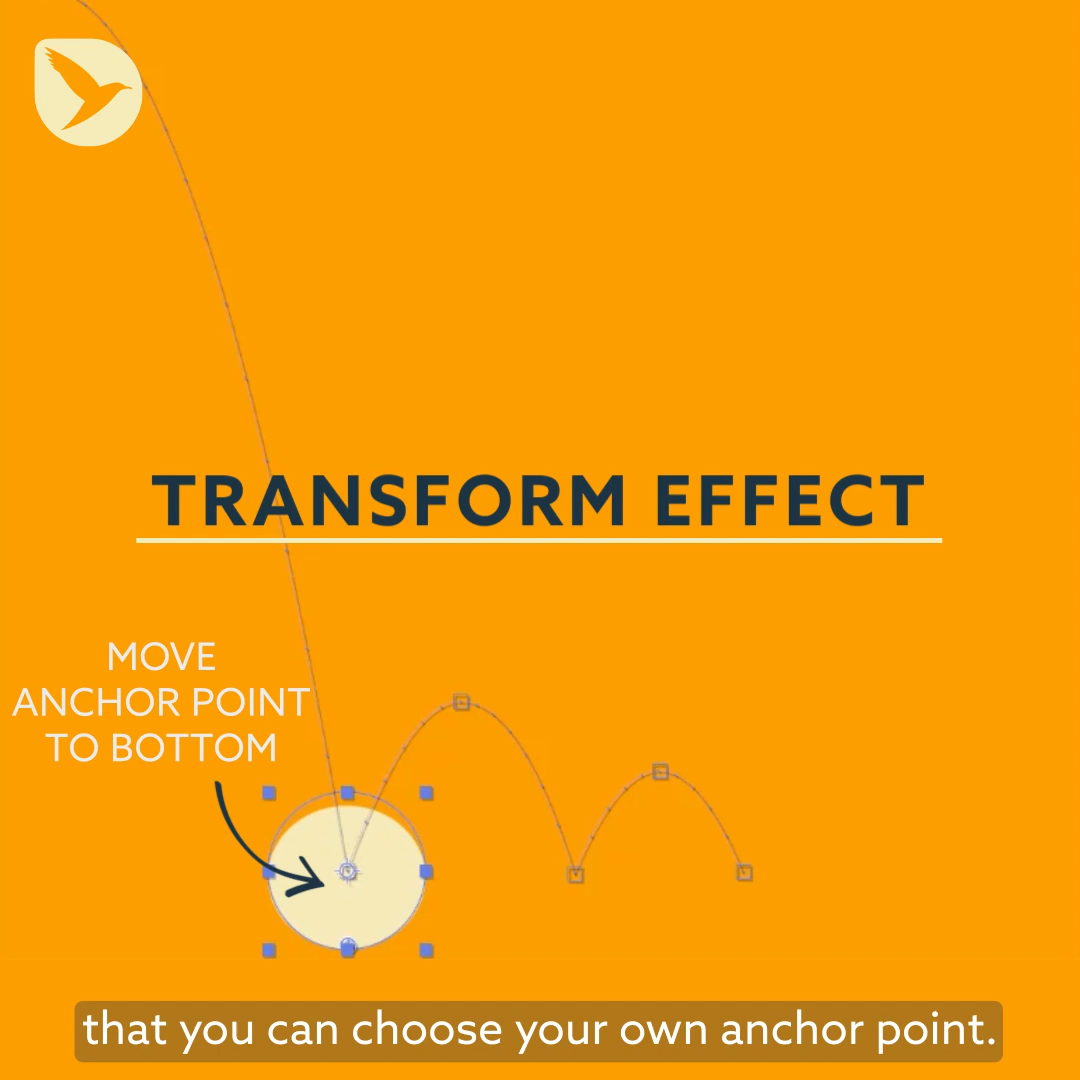 TRANSFORM EFFECT
MOVE
ANCHOR POINT
TO BOTTOM
that you can choose your own anchor point.